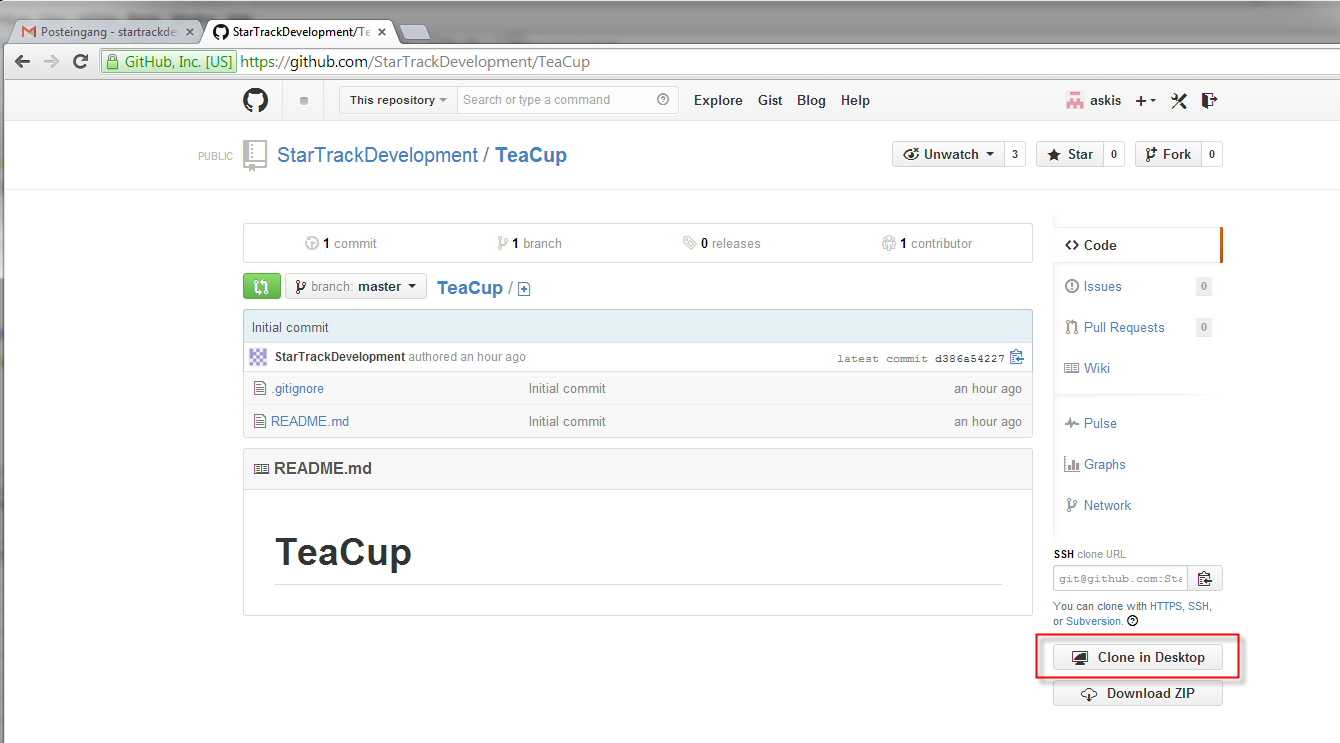 Posteingang - startrackde
StarTrackDevelopment/Te
GitHub, Inc. [US] https://github.com/StarTrackDevelopment/TeaCup
This repository Search or type a command Explore Gist Blog Help askis
PUBLIC StarTrackDevelopment / TeaCup Unwatch 3 Star 0 Fork 0
1 commit 1 branch 0 releases 1 contributor
branch: master TeaCup /
Initial commit
StarTrackDevelopment authored an hour ago latest commit d386a54227
.gitignore Initial commit an hour ago
README.md Initial commit an hour ago
README.md
TeaCup
Code
Issues 0
Pull Requests 0
Wiki
Pulse
Graphs
Network
SSH clone URL
git@github.com:Sta
You can clone with HTTPS, SSH,
or Subversion.
Clone in Desktop
Download ZIP